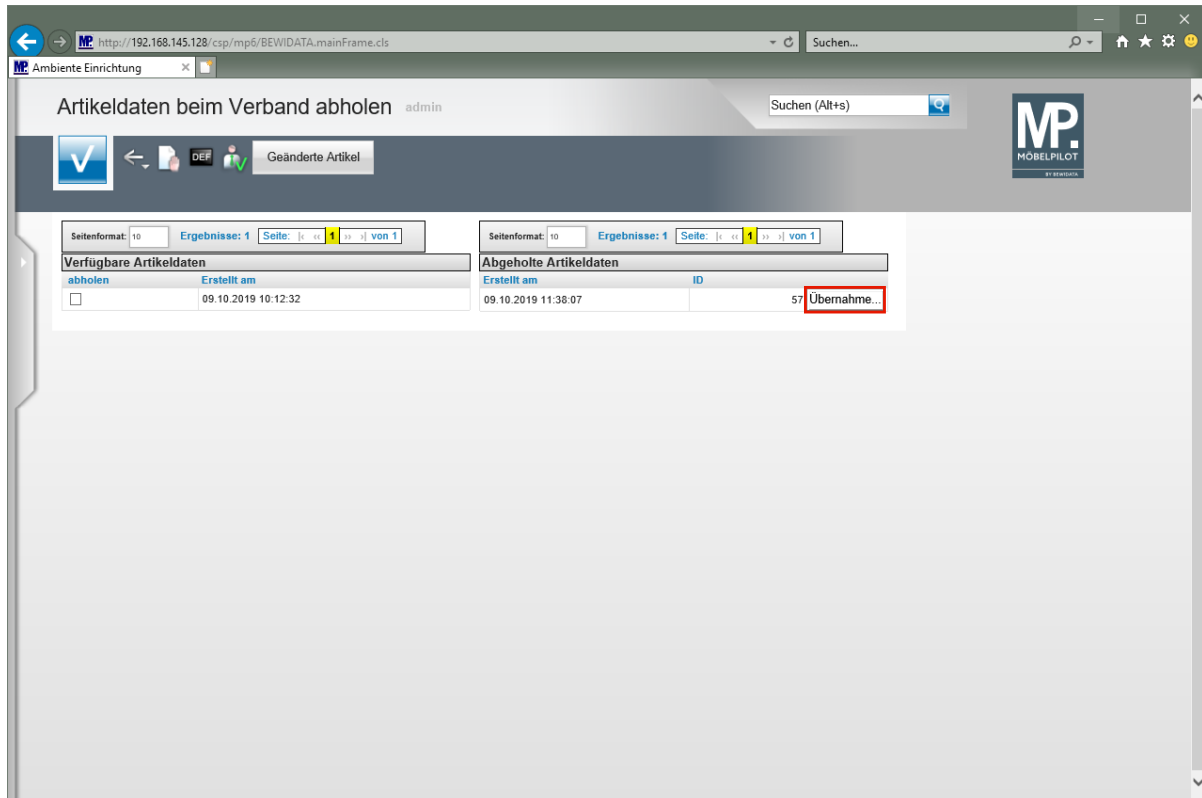 http://192.168.145.128/csp/mp6/BEWIDATA.mainFrame.cls
Suchen...
MP. Ambiente Einrichtung
Artikeldaten beim Verband abholen admin
Suchen (Alt+s)
MP.
MÖBELPILOT
BY BEWIDATA
DEF
Geänderte Artikel
Seitenformat: 10 Ergebnisse: 1 Seite: |‹ ‹‹ 1 ›› ›| von 1
Verfügbare Artikeldaten
abholen Erstellt am
09.10.2019 10:12:32
Seitenformat: 10 Ergebnisse: 1 Seite: |‹ ‹‹ 1 ›› ›| von 1
Abgeholte Artikeldaten
Erstellt am ID
09.10.2019 11:38:07 57 Übernahme...